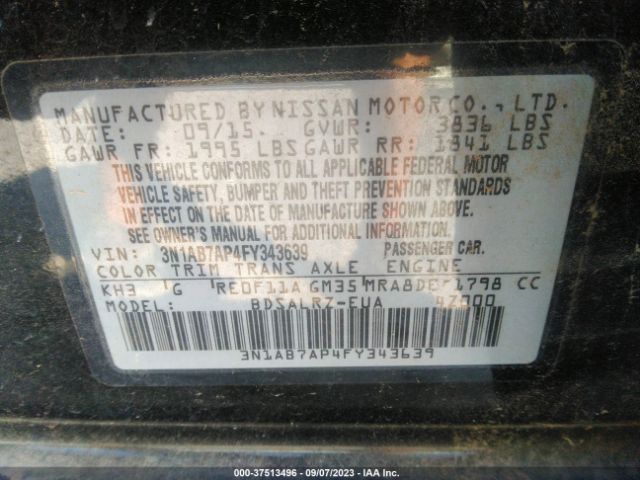 MANUFACTURED BY NISSAN MOTOR CO., LTD.
DATE: 09/15. GVWR: 3836 LBS
GAWR FR: 1995 LBS GAWR RR: 1841 LBS
THIS VEHICLE CONFORMS TO ALL APPLICABLE FEDERAL MOTOR
VEHICLE SAFETY, BUMPER AND THEFT PREVENTION STANDARDS
IN EFFECT ON THE DATE OF MANUFACTURE SHOWN ABOVE.
SEE OWNER'S MANUAL FOR ADDITIONAL INFORMATION.
VIN: 3N1AB7AP4FY343639 PASSENGER CAR.
COLOR TRIM TRANS AXLE ENGINE
KH3 G RE0F11A GM35 MRA8DE 1798 CC
MODEL: BDSALRZ-EUA 4Z000
3N1AB7AP4FY343639
000-37513496 - 09/07/2023 - IAA Inc.